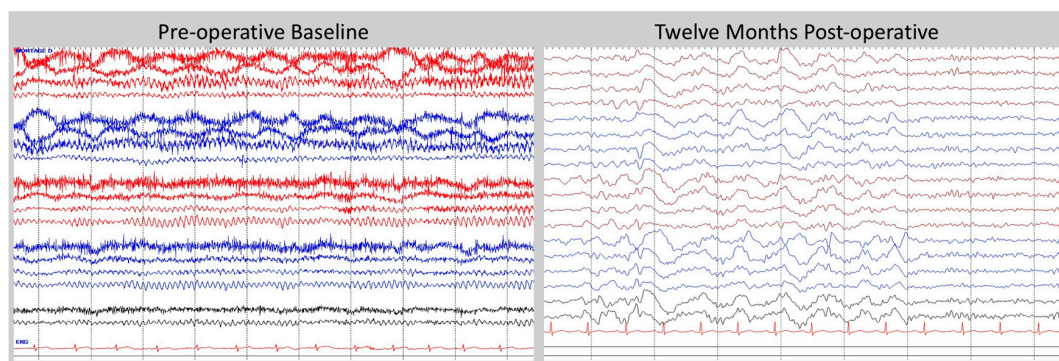 Pre-operative Baseline
Twelve Months Post-operative
MONTAGE D
EKG